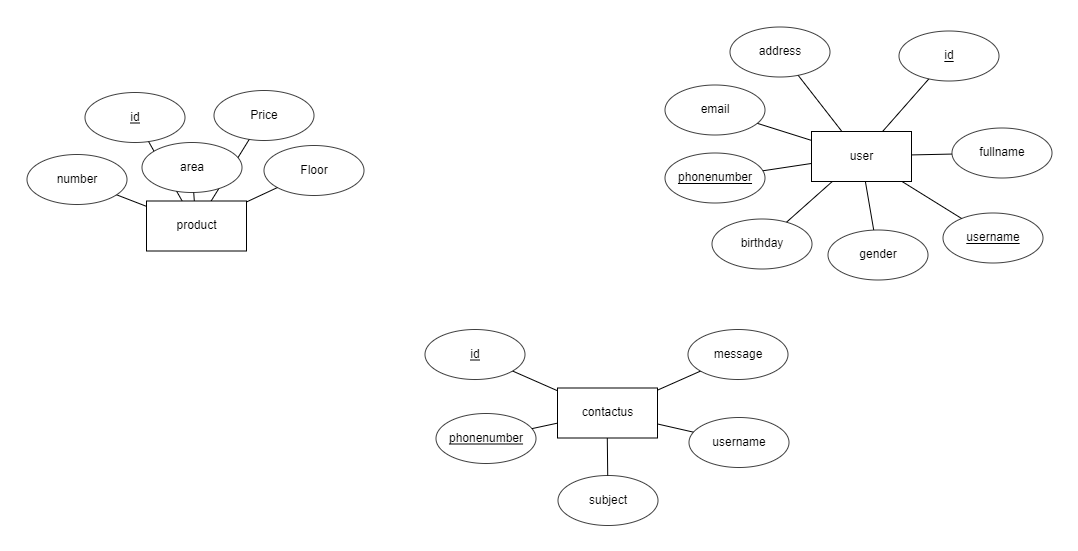 id
Price
area
number
Floor
product
address
id
email
user
fullname
phonenumber
username
birthday
gender
id
message
contactus
phonenumber
username
subject